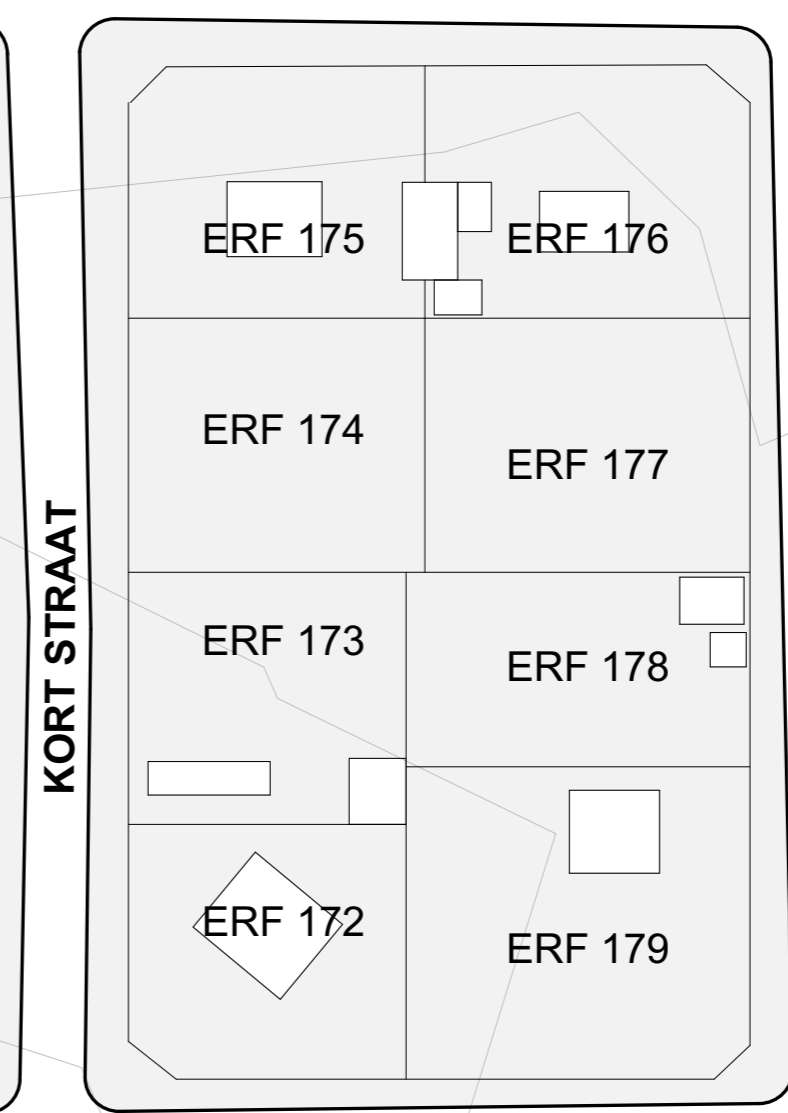 ERF 175
ERF 176
ERF 174
ERF 177
KORT STRAAT
ERF 173
ERF 178
ERF 172
ERF 179